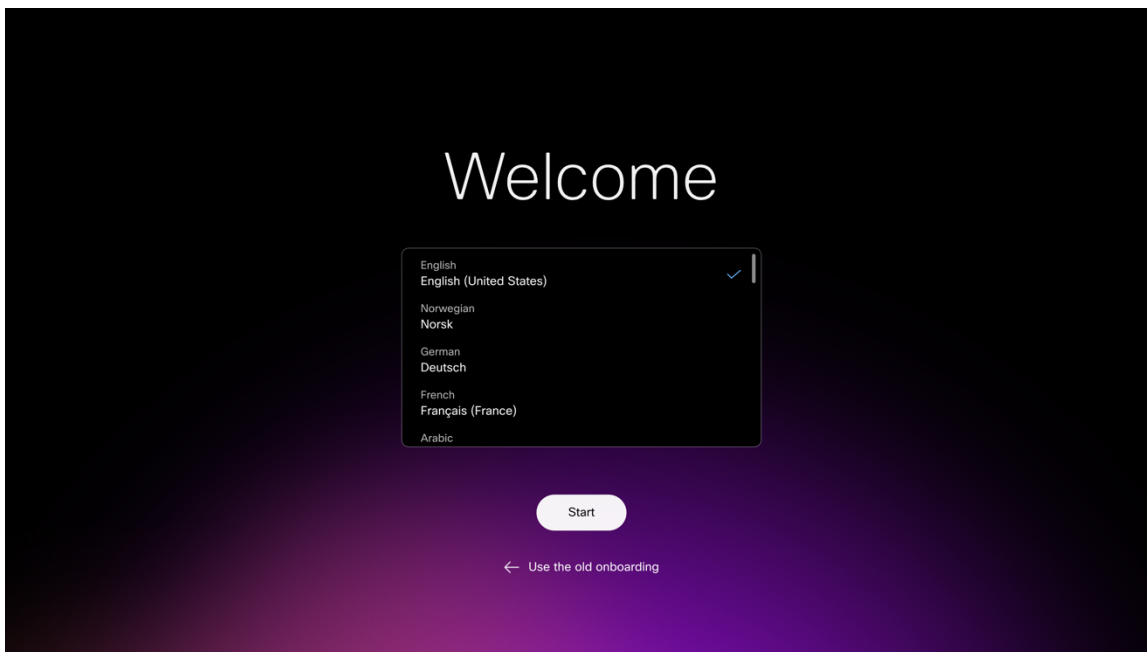 Welcome
English
English (United States)
Norwegian
Norsk
German
Deutsch
French
Français (France)
Arabic
Start
← Use the old onboarding